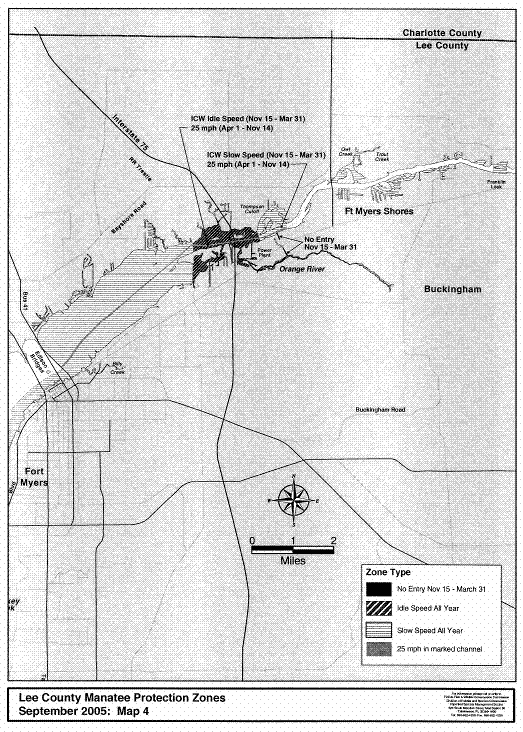 Charlotte County
Lee County
Interstate 75
ICW Idle Speed (Nov 15 - Mar 31)
25 mph (Apr 1 - Nov 14)
RR Trestle
ICW Slow Speed (Nov 15 - Mar 31)
25 mph (Apr 1 - Nov 14)
Owl
Creek
Trout
Creek
Franklin
Lock
Bayshore Road
Thompson
Cutoff
Ft Myers Shores
No Entry
Nov 15 - Mar 31
Power
Plant
Orange River
Buckingham
Bus 41
Edison
Bridges
Billy
Creek
Buckingham Road
Fort
Myers
N
W
E
S
0 1 2
Miles
Zone Type
No Entry Nov 15 - March 31
Idle Speed All Year
Slow Speed All Year
25 mph in marked channel
Lee County Manatee Protection Zones
September 2005: Map 4